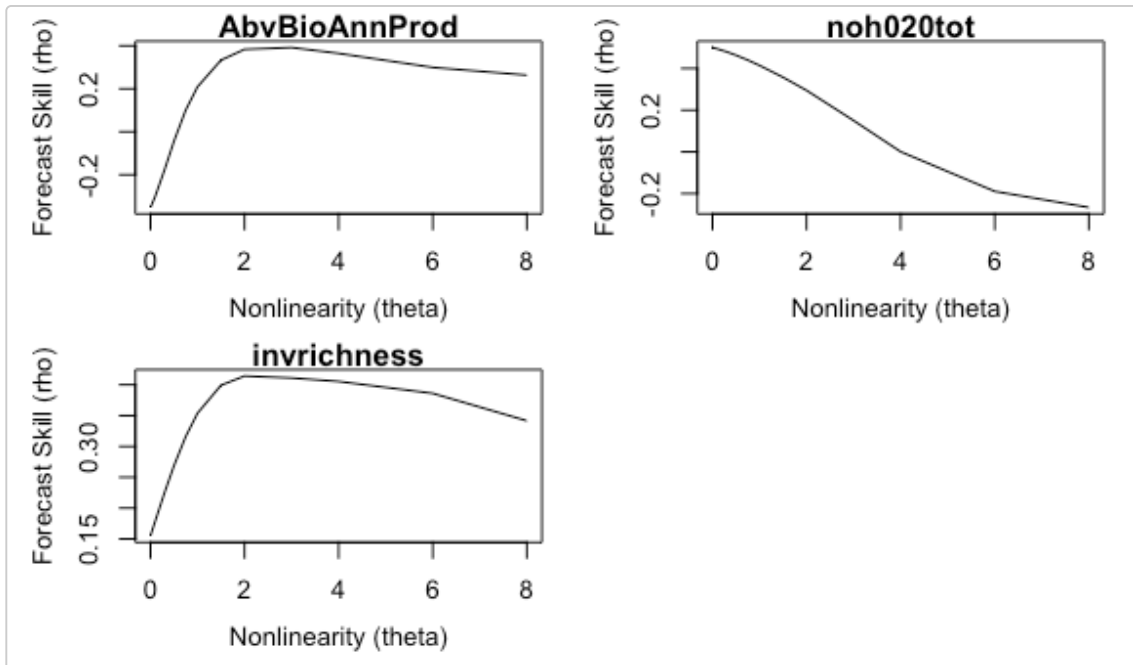 AbvBioAnnProd
Forecast Skill (rho)
0.2
-0.2
0 2 4 6 8
Nonlinearity (theta)
noh020tot
Forecast Skill (rho)
0.2
-0.2
0 2 4 6 8
Nonlinearity (theta)
invrichness
Forecast Skill (rho)
0.30
0.15
0 2 4 6 8
Nonlinearity (theta)